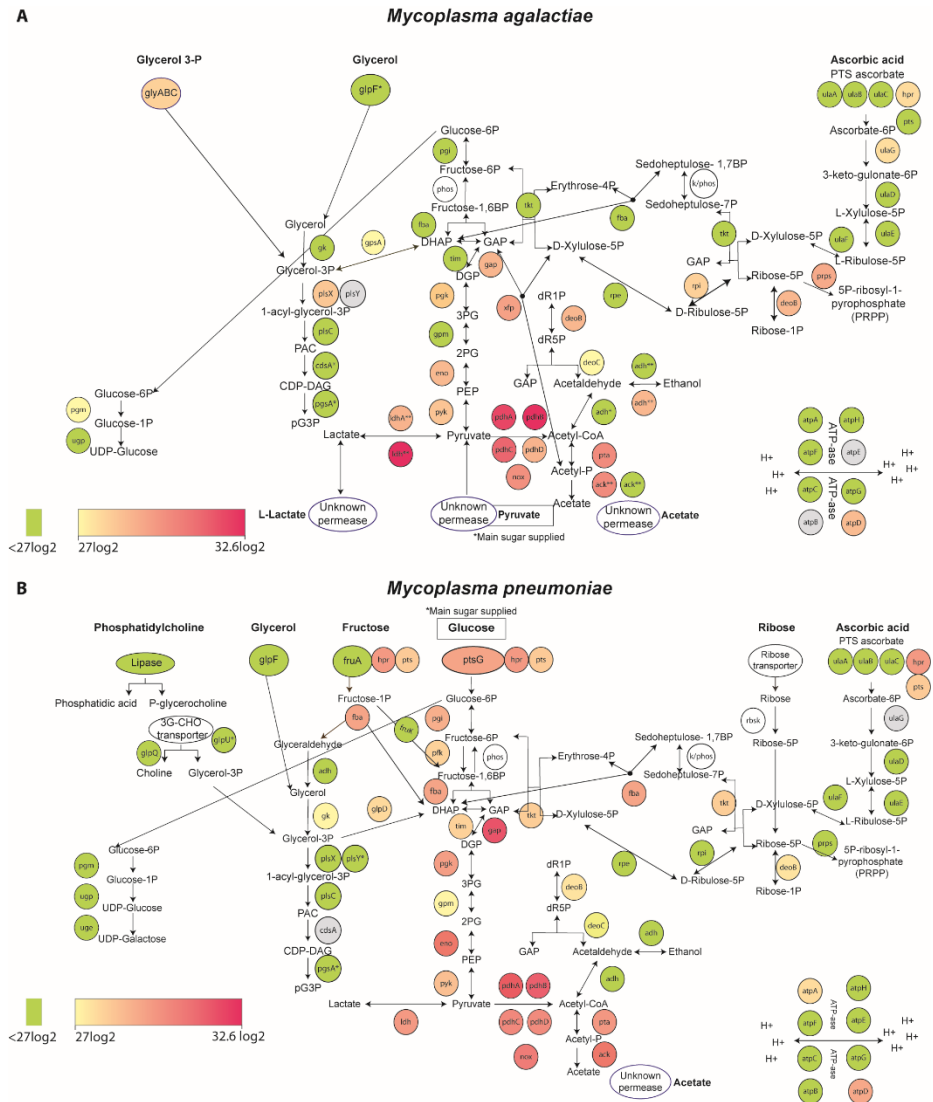 A
Mycoplasma agalactiae
Glycerol 3-P
Glycerol
Ascorbic acid
PTS ascorbate
glyABC
glpF*
ulaA
ulaB
ulaC
hpr
pts
Glucose-6P
Ascorbate-6P
pgi
ulaG
Fructose-6P
Sedoheptulose- 1,7BP
3-keto-gulonate-6P
phos
Erythrose-4P
k/phos
ulaD
Fructose-1,6BP
tkt
Sedoheptulose-7P
L-Xylulose-5P
Glycerol
fba
fba
tkt
D-Xylulose-5P
ulaF
ulaE
gk
gpsA
DHAP
GAP
D-Xylulose-5P
L-Ribulose-5P
Glycerol-3P
tim
gap
GAP
Ribose-5P
prps
DGP
plsX
plsY
pgk
xfp
dR1P
rpe
rpi
5P-ribosyl-1-
pyrophosphate
(PRPP)
1-acyl-glycerol-3P
3PG
deoB
D-Ribulose-5P
deoB
plsC
gpm
dR5P
Ribose-1P
PAC
2PG
cdsA*
eno
deoC
adh**
CDP-DAG
GAP
Acetaldehyde
Ethanol
Glucose-6P
PEP
adh**
pgm
pgsA*
Glucose-1P
pG3P
ldhA**
pyk
pdhA
pdhB
adh*
atpA
atpH
ugp
UDP-Glucose
Lactate
Pyruvate
Acetyl-CoA
atpF
ATP-ase
atpE
ldh**
pdhC
pdhD
pta
H+
H+
H+
H+
H+
H+
nox
Acetyl-P
ack**
ack**
atpC
ATP-ase
atpG
Acetate
L-Lactate
Unknown
permease
Unknown
permease
Pyruvate
Unknown
permease
Acetate
atpB
atpD
*Main sugar supplied
<27log2
27log2
32.6log2
B
Mycoplasma pneumoniae
*Main sugar supplied
Phosphatidylcholine
Glycerol
Fructose
Glucose
Ribose
Ascorbic acid
PTS ascorbate
Lipase
glpF
fruA
hpr
pts
ptsG
hpr
pts
Ribose
transporter
ulaA
ulaB
ulaC
hpr
pts
Phosphatidic acid
P-glycerocholine
Fructose-1P
Glucose-6P
Ribose
Ascorbate-6P
3G-CHO
transporter
glpU*
fba
pgi
rbsk
ulaG
Glyceraldehyde
fruK
Fructose-6P
Sedoheptulose- 1,7BP
Ribose-5P
3-keto-gulonate-6P
glpQ
pfk
phos
Erythrose-4P
k/phos
ulaD
Choline
Glycerol-3P
adh
Fructose-1,6BP
Sedoheptulose-7P
L-Xylulose-5P
Glycerol
fba
fba
tkt
ulaF
ulaE
gk
glpD
DHAP
GAP
tkt
D-Xylulose-5P
D-Xylulose-5P
L-Ribulose-5P
Glycerol-3P
tim
gap
GAP
Ribose-5P
prps
Glucose-6P
plsX
plsY*
DGP
rpe
rpi
5P-ribosyl-1-
pyrophosphate
(PRPP)
pgm
1-acyl-glycerol-3P
pgk
dR1P
deoB
Glucose-1P
3PG
deoB
D-Ribulose-5P
Ribose-1P
ugp
plsC
gpm
dR5P
UDP-Glucose
PAC
2PG
deoC
adh
uge
cdsA
eno
GAP
Acetaldehyde
Ethanol
UDP-Galactose
CDP-DAG
PEP
pgsA*
pyk
pdhA
pdhB
adh
atpA
atpH
pG3P
Lactate
Pyruvate
Acetyl-CoA
atpF
ATP-ase
atpE
ldh
pdhC
pdhD
pta
H+
H+
H+
H+
H+
H+
Acetyl-P
nox
ack
atpC
ATP-ase
atpG
Acetate
Unknown
permease
Acetate
atpB
atpD
<27log2
27log2
32.6 log2